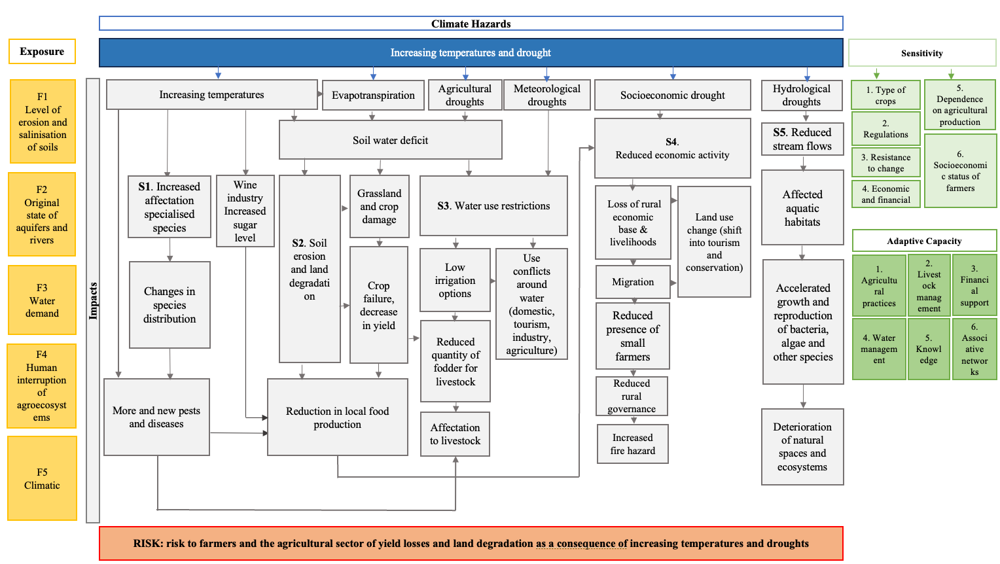 Climate Hazards
Increasing temperatures and drought
Exposure
F1
Level of
erosion and
salinisation
of soils
F2
Original
state of
aquifers and
rivers
F3
Water
demand
F4
Human
interruption
of
agroecosyst
ems
F5
Climatic
Impacts
Increasing temperatures
Evapotranspiration
Agricultural
droughts
Meteorological
droughts
Socioeconomic drought
Hydrological
droughts
Soil water deficit
S1. Increased
affectation
specialised
species
Wine
industry
Increased
sugar
level
S2. Soil
erosion
and land
degradati
on
Grassland
and crop
damage
S3. Water use restrictions
S4.
Reduced economic activity
S5. Reduced
stream flows
Changes in
species
distribution
Crop
failure,
decrease
in yield
Low
irrigation
options
Use
conflicts
around
water
(domestic,
tourism,
industry,
agriculture)
Loss of rural
economic
base &
livelihoods
Land use
change (shift
into tourism
and
conservation)
Affected
aquatic
habitats
Migration
Reduced
quantity of
fodder for
livestock
Reduced
presence of
small
farmers
Accelerated
growth and
reproduction
of bacteria,
algae and
other species
More and new pests
and diseases
Reduction in local food
production
Affectation
to livestock
Reduced
rural
governance
Increased
fire hazard
Deterioration
of natural
spaces and
ecosystems
Sensitivity
1. Type of
crops
2.
Regulations
3. Resistance
to change
4. Economic
and financial
5.
Dependence
on agricultural
production
6.
Socioeconomi
c status of
farmers
Adaptive Capacity
1.
Agricultu
ral
practices
2.
Livest
ock
manag
ement
3.
Financi
al
support
4. Water
managem
ent
5.
Knowl
edge
6.
Associ
ative
networ
ks
RISK: risk to farmers and the agricultural sector of yield losses and land degradation as a consequence of increasing temperatures and droughts